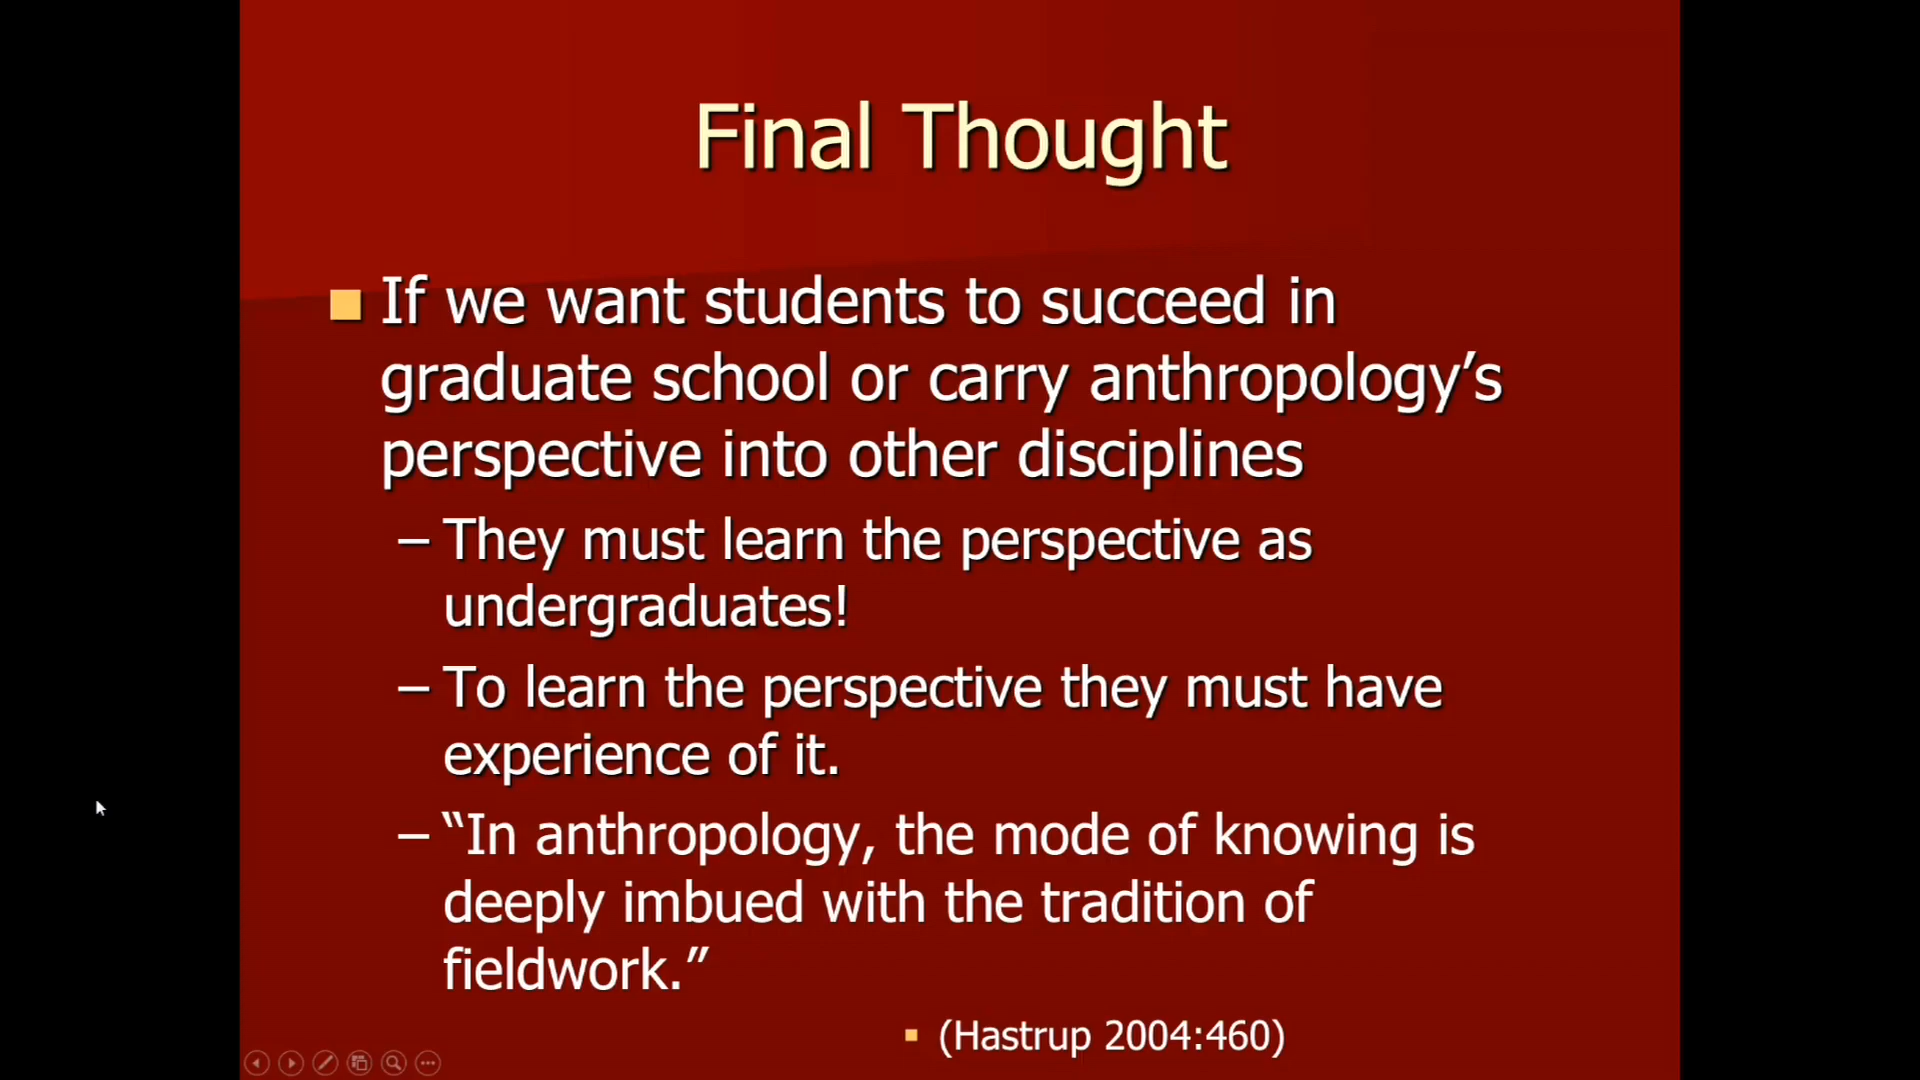 Final Thought
If we want students to succeed in
graduate school or carry anthropology’s
perspective into other disciplines
– They must learn the perspective as
undergraduates!
– To learn the perspective they must have
experience of it.
– “In anthropology, the mode of knowing is
deeply imbued with the tradition of
fieldwork.”
(Hastrup 2004:460)